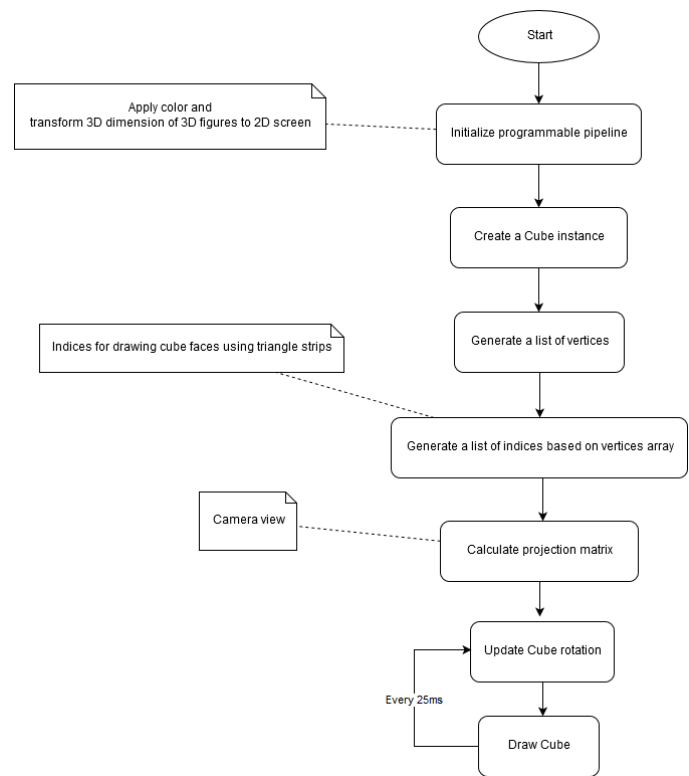 Start
Apply color and
transform 3D dimension of 3D figures to 2D screen
Initialize programmable pipeline
Create a Cube instance
Generate a list of vertices
Indices for drawing cube faces using triangle strips
Generate a list of indices based on vertices array
Camera view
Calculate projection matrix
Update Cube rotation
Every 25ms
Draw Cube